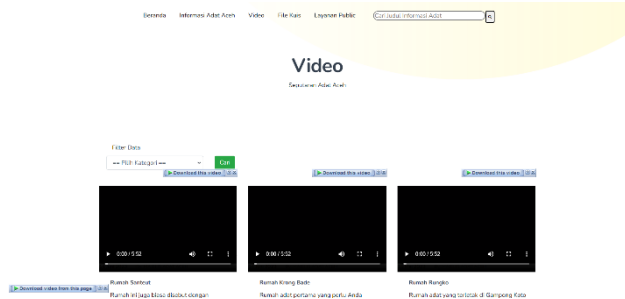 Beranda Informasi Adat Aceh Video File Kuis Layanan Public Cari Judul Informasi Adat
Video
Seputaran Adat Aceh
Filter Data
== Pilih Kategori == Cari
Download this video Download this video Download this video
0:00 / 5:52 0:00 / 5:52 0:00 / 5:52
Rumah Santeut Rumah Krong Bade Rumah Rungko
Download video from this page
Rumah ini juga biasa disebut dengan Rumah adat pertama yang perlu Anda Rumah adat yang terletak di Gampong Kato